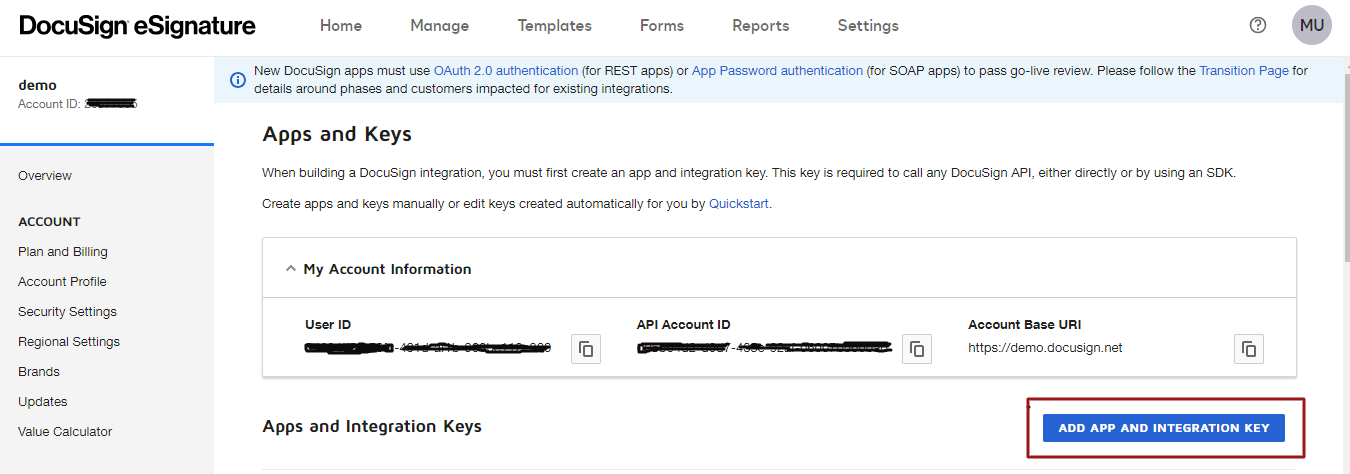 DocuSign eSignature
Home
Manage
Templates
Forms
Reports
Settings
MU
demo
Account ID:
New DocuSign apps must use OAuth 2.0 authentication (for REST apps) or App Password authentication (for SOAP apps) to pass go-live review. Please follow the Transition Page for
details around phases and customers impacted for existing integrations.
Overview
ACCOUNT
Plan and Billing
Account Profile
Security Settings
Regional Settings
Brands
Updates
Value Calculator
Apps and Keys
When building a DocuSign integration, you must first create an app and integration key. This key is required to call any DocuSign API, either directly or by using an SDK.
Create apps and keys manually or edit keys created automatically for you by Quickstart.
My Account Information
User ID
API Account ID
Account Base URI
https://demo.docusign.net
Apps and Integration Keys
ADD APP AND INTEGRATION KEY